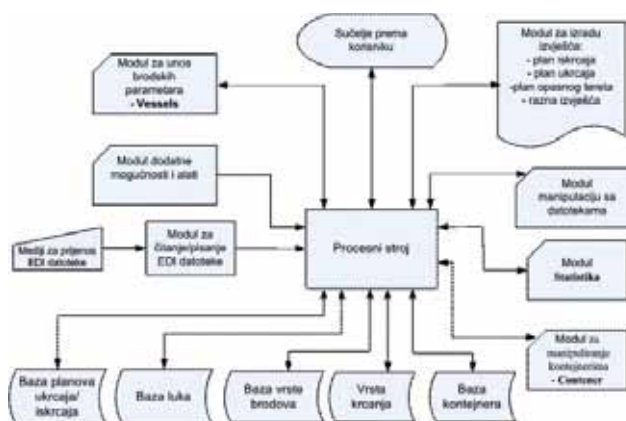 Sučelje prema
korisniku
Modul za unos
brodskih
parametara
- Vessels
Modul za izradu
izvješća:
- plan iskrcaja
- plan ukrcaja
-plan opasnog tereta
- razna izvješća
Modul dodatne
mogućnosti i alati
Modul
manipulaciju sa
datotekama
Mediji za prijenos
EDI datoteke
Modul za
čitanje/pisanje
EDI datoteke
Procesni stroj
Modul
Statistika
Modul za
manipuliranje
kontejnerima
- Contener
Baza planova
ukrcaja/
iskrcaja
Baza luka
Baza vrste
brodova
Vrsta
krcanja
Baza
kontejnera